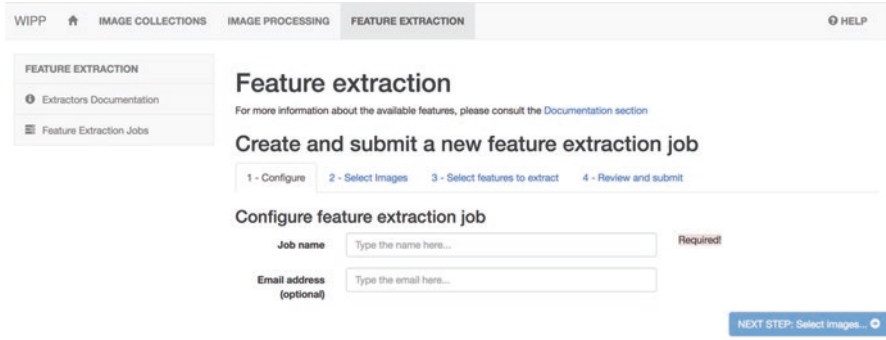 WIPP IMAGE COLLECTIONS IMAGE PROCESSING FEATURE EXTRACTION HELP
FEATURE EXTRACTION
Extractors Documentation
Feature Extraction Jobs
Feature extraction
For more information about the available features, please consult the Documentation section
Create and submit a new feature extraction job
1 - Configure 2 - Select Images 3 - Select features to extract 4 - Review and submit
Configure feature extraction job
Job name Type the name here... Required!
Email address Type the email here...
(optional)
NEXT STEP: Select images...